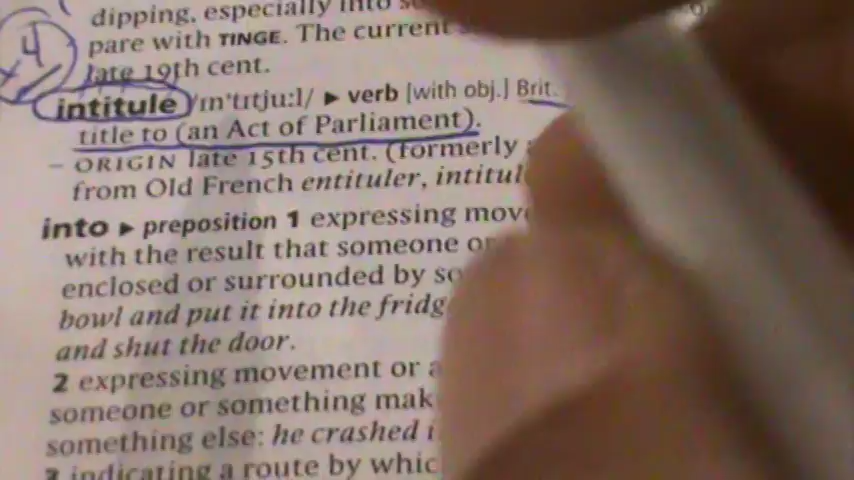 dipping, especially into
pare with TINGE. The current
late 19th cent.
4
intitule /ɪnˈtɪtjuːl/ ▶ verb [with obj.] Brit.
title to (an Act of Parliament).
– ORIGIN late 15th cent. (formerly
from Old French entituler, intitul
into ▶ preposition 1 expressing move
with the result that someone or
enclosed or surrounded by so
bowl and put it into the fridg
and shut the door.
2 expressing movement or a
someone or something mak
something else: he crashed i
3 indicating a route by whic